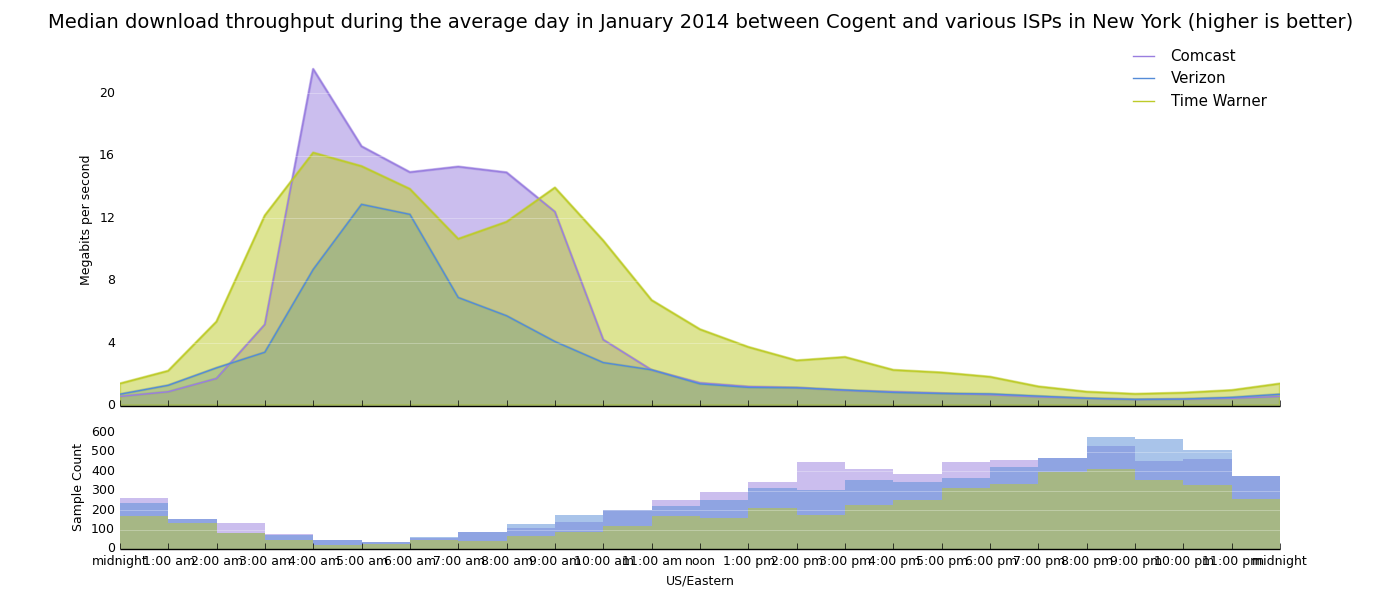 Median download throughput during the average day in January 2014 between Cogent and various ISPs in New York (higher is better)
Comcast
Verizon
Time Warner
Megabits per second
20
16
12
8
4
0
Sample Count
600
500
400
300
200
100
0
midnight 1:00 am 2:00 am 3:00 am 4:00 am 5:00 am 6:00 am 7:00 am 8:00 am 9:00 am 10:00 am 11:00 am noon 1:00 pm 2:00 pm 3:00 pm 4:00 pm 5:00 pm 6:00 pm 7:00 pm 8:00 pm 9:00 pm 10:00 pm 11:00 pm midnight
US/Eastern